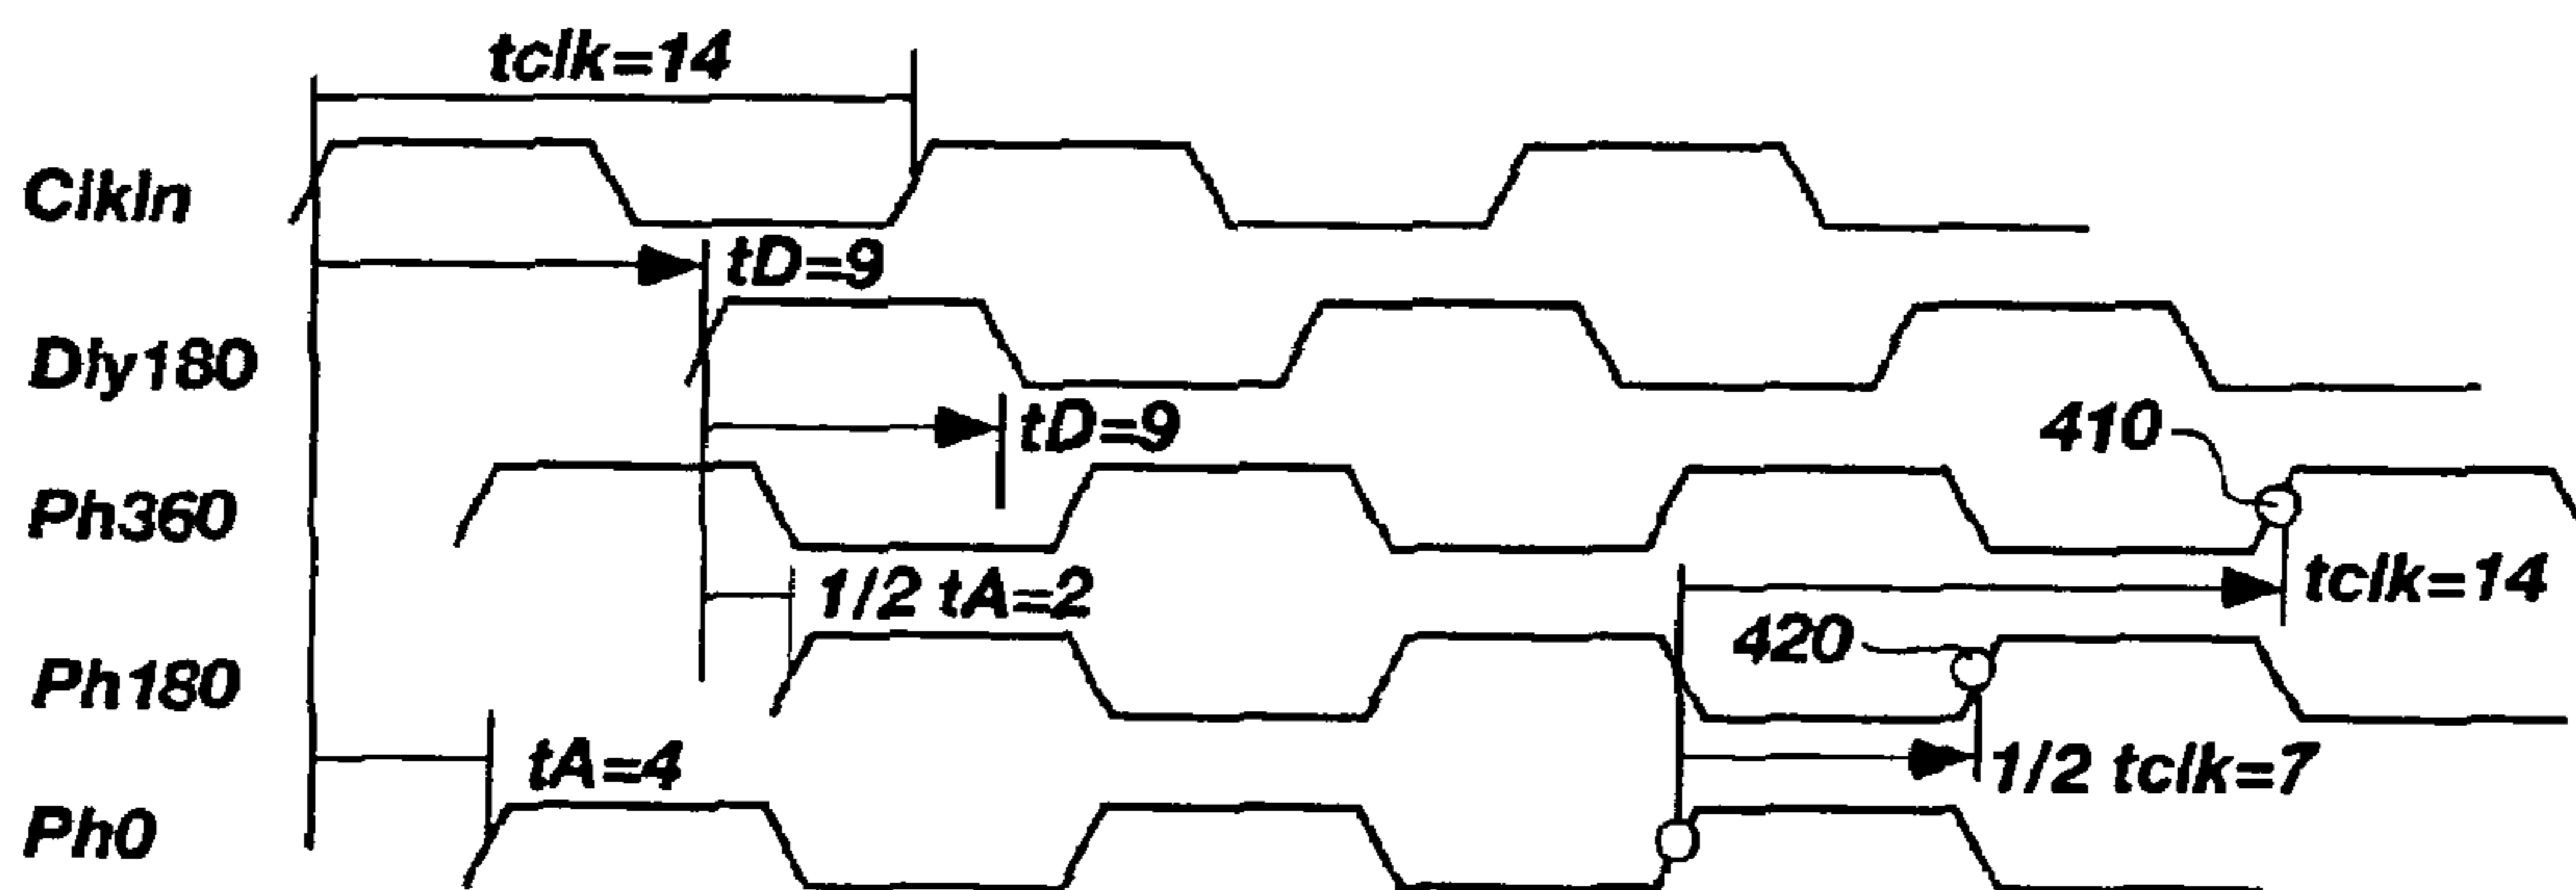 tclk=14
ClkIn
tD=9
Dly180
tD=9
410
Ph360
tclk=14
1/2 tA=2
420
Ph180
1/2 tclk=7
tA=4
Ph0